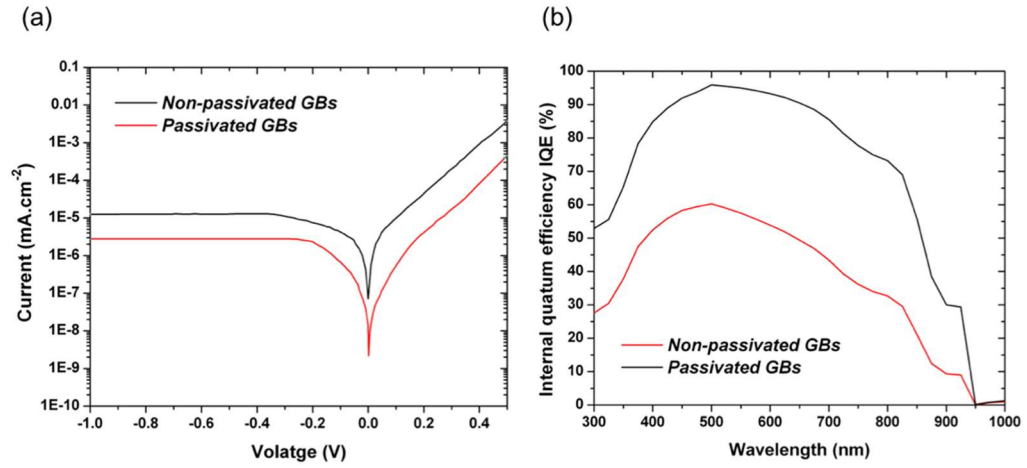 (a)
0.1
0.01
1E-3
1E-4
1E-5
1E-6
1E-7
1E-8
1E-9
1E-10
Current (mA.cm-2)
Non-passivated GBs
Passivated GBs
-1.0 -0.8 -0.6 -0.4 -0.2 0.0 0.2 0.4
Volatge (V)
(b)
100
90
80
70
60
50
40
30
20
10
0
Internal quatum efficiency IQE (%)
Non-passivated GBs
Passivated GBs
300 400 500 600 700 800 900 1000
Wavelength (nm)